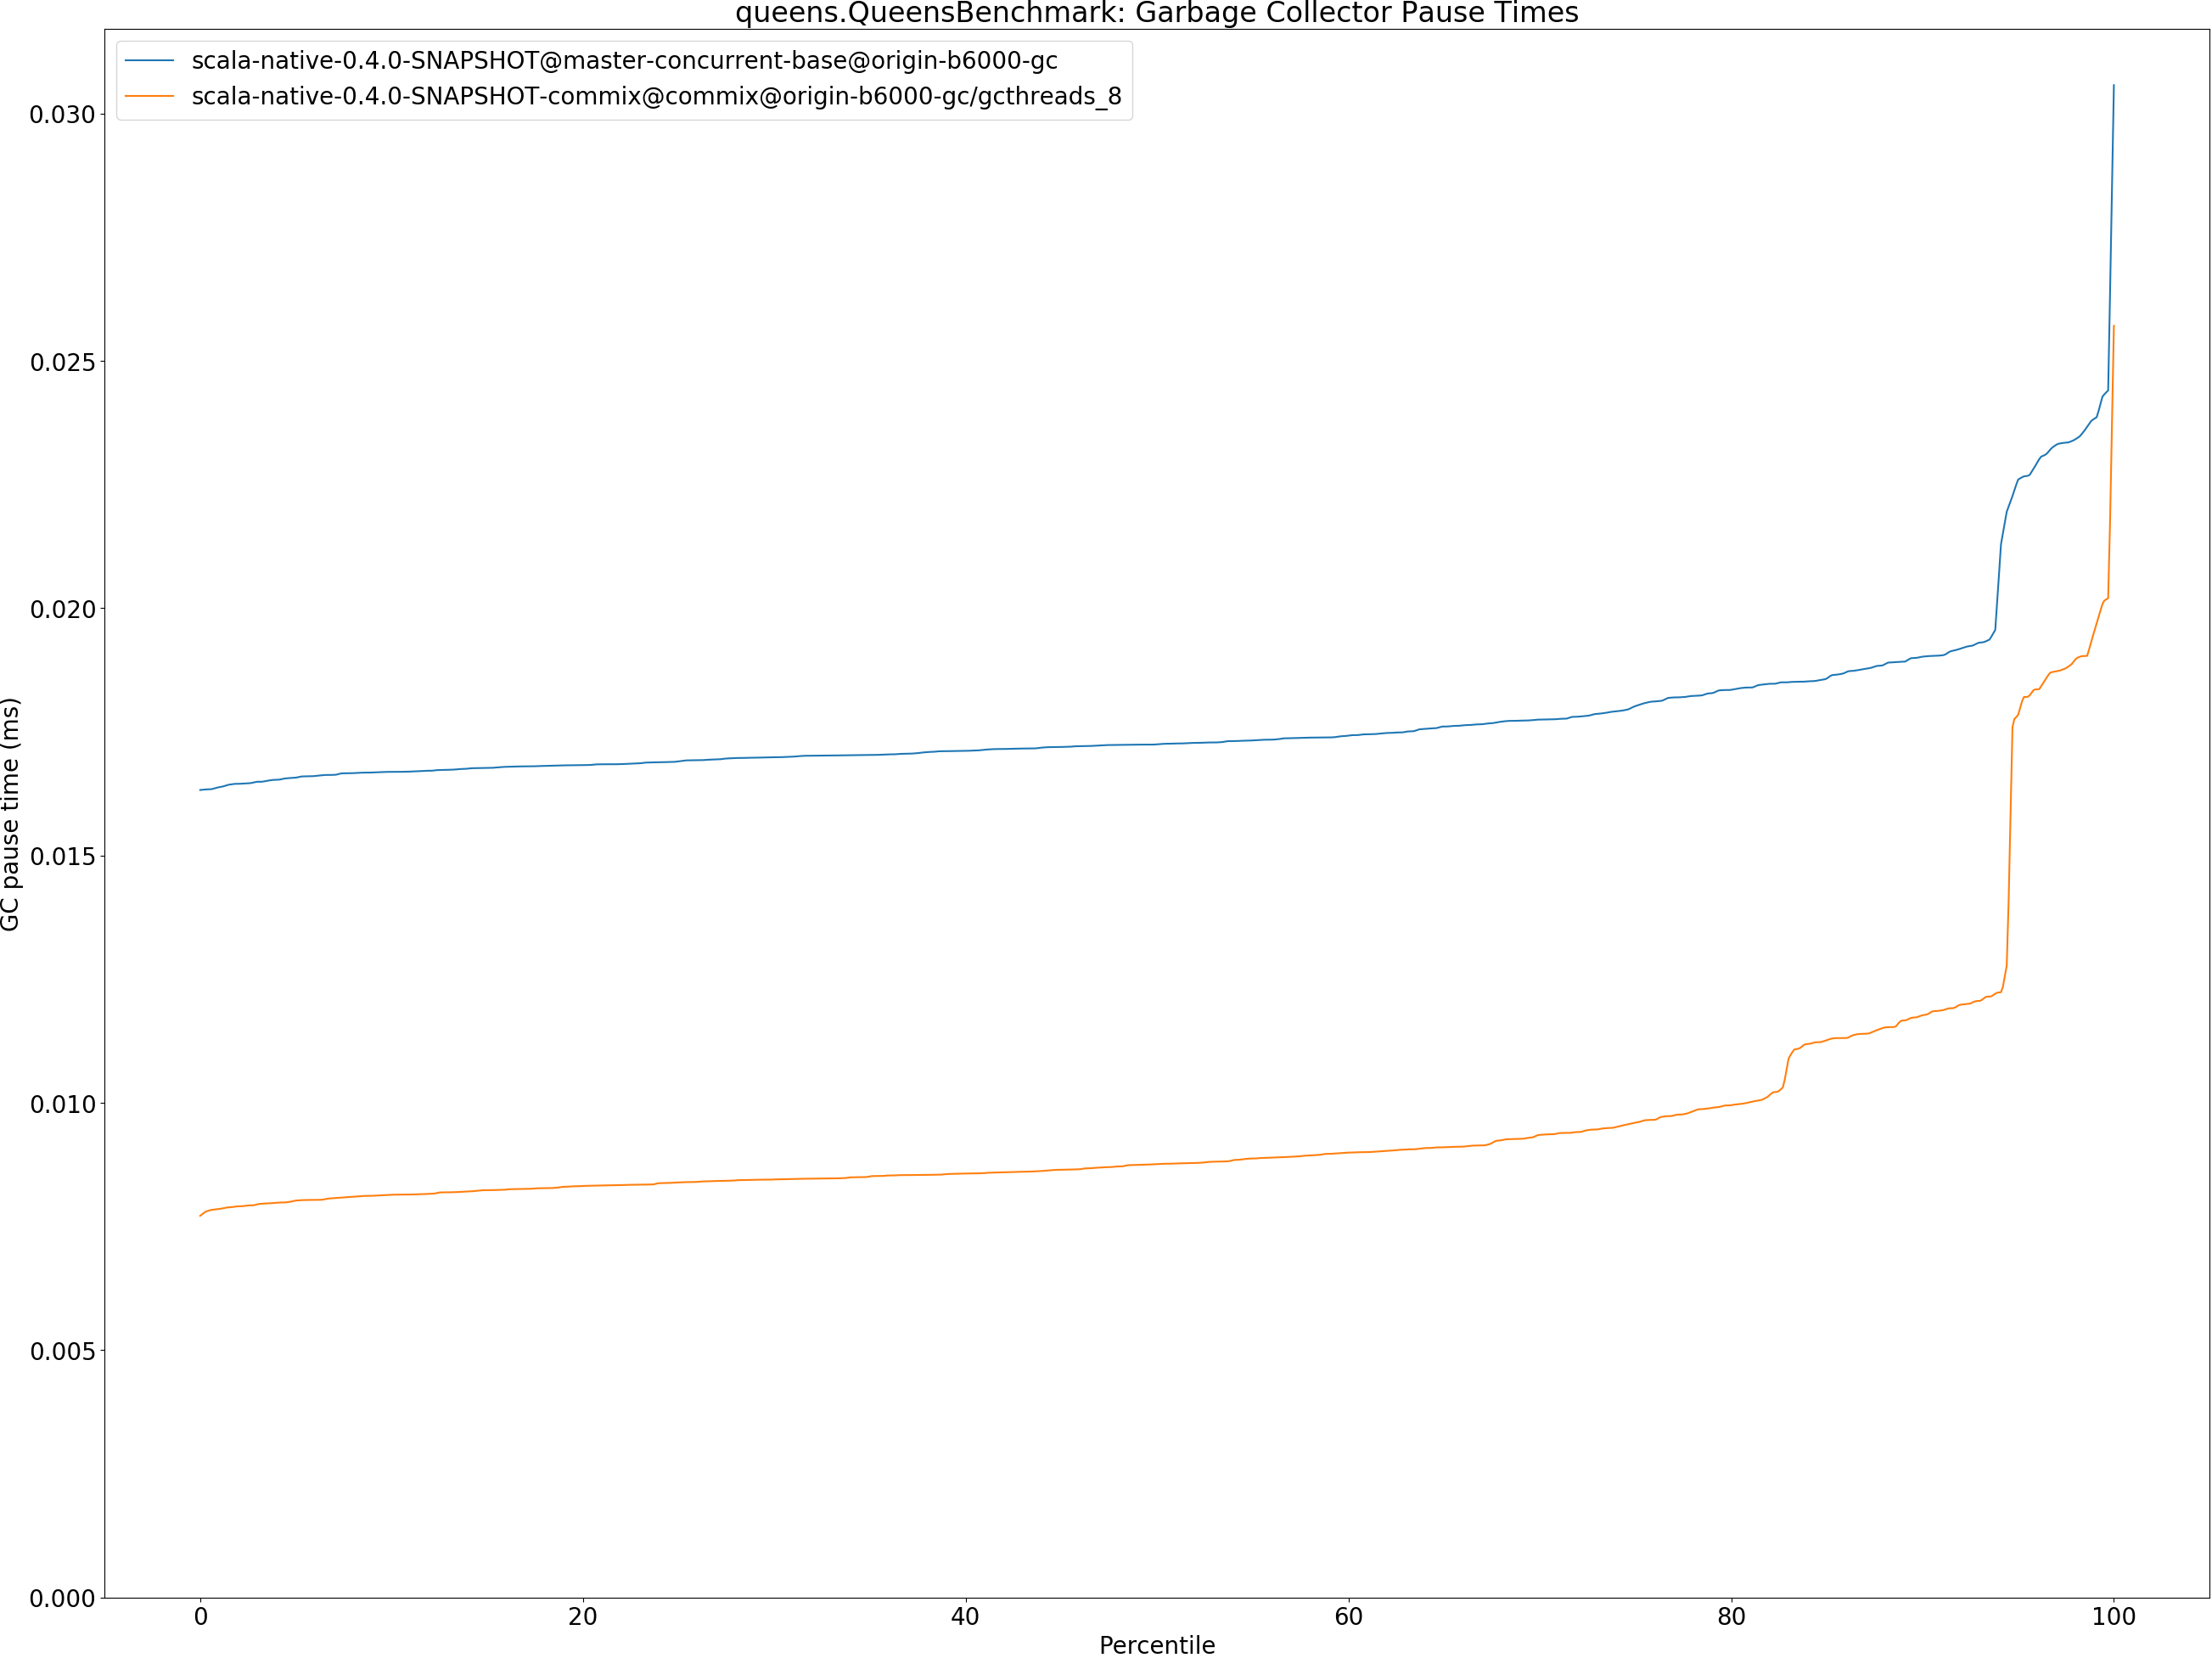 queens.QueensBenchmark: Garbage Collector Pause Times
scala-native-0.4.0-SNAPSHOT@master-concurrent-base@origin-b6000-gc
scala-native-0.4.0-SNAPSHOT-commix@commix@origin-b6000-gc/gcthreads_8
GC pause time (ms)
0.030
0.025
0.020
0.015
0.010
0.005
0.000
0 20 40 60 80 100
Percentile